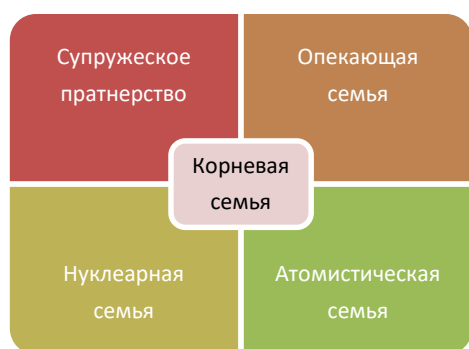 Супружеское
пратнерство
Опекающая
семья
Корневая
семья
Нуклеарная
семья
Атомистическая
семья